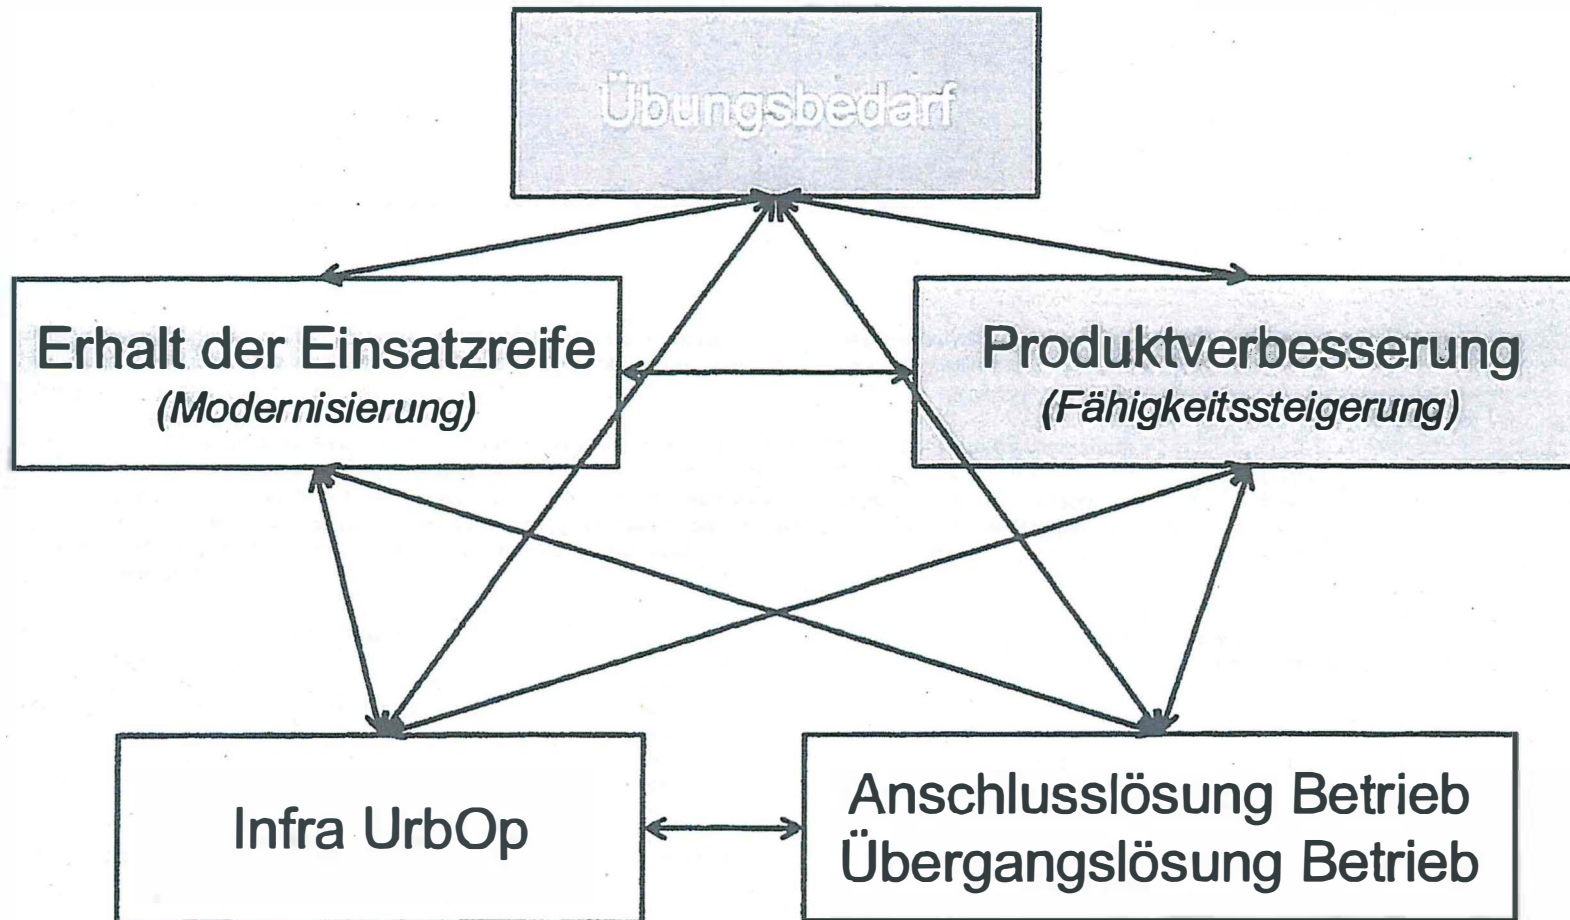 Übungsbedarf
Erhalt der Einsatzreife
(Modernisierung)
Produktverbesserung
(Fähigkeitssteigerung)
Infra UrbOp
Anschlusslösung Betrieb
Übergangslösung Betrieb